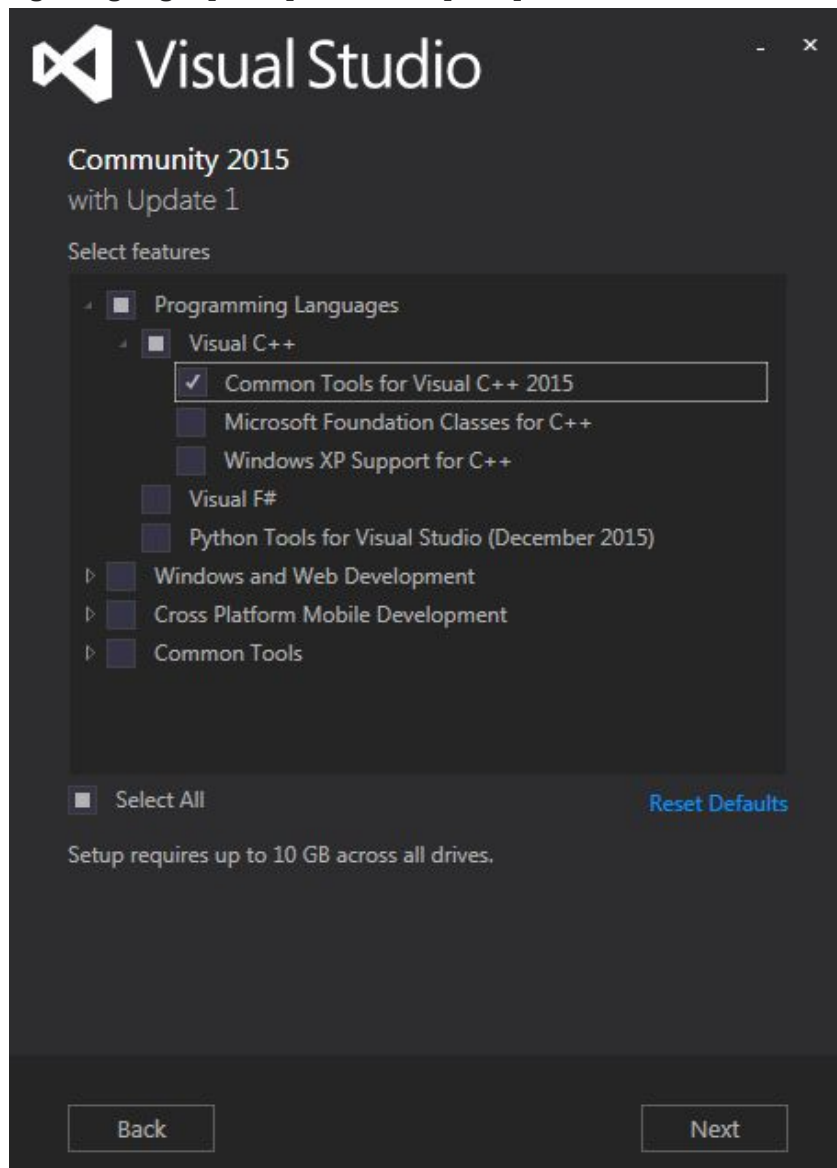 Visual Studio
Community 2015
with Update 1
Select features
Programming Languages
Visual C++
Common Tools for Visual C++ 2015
Microsoft Foundation Classes for C++
Windows XP Support for C++
Visual F#
Python Tools for Visual Studio (December 2015)
Windows and Web Development
Cross Platform Mobile Development
Common Tools
Select All
Reset Defaults
Setup requires up to 10 GB across all drives.
Back
Next